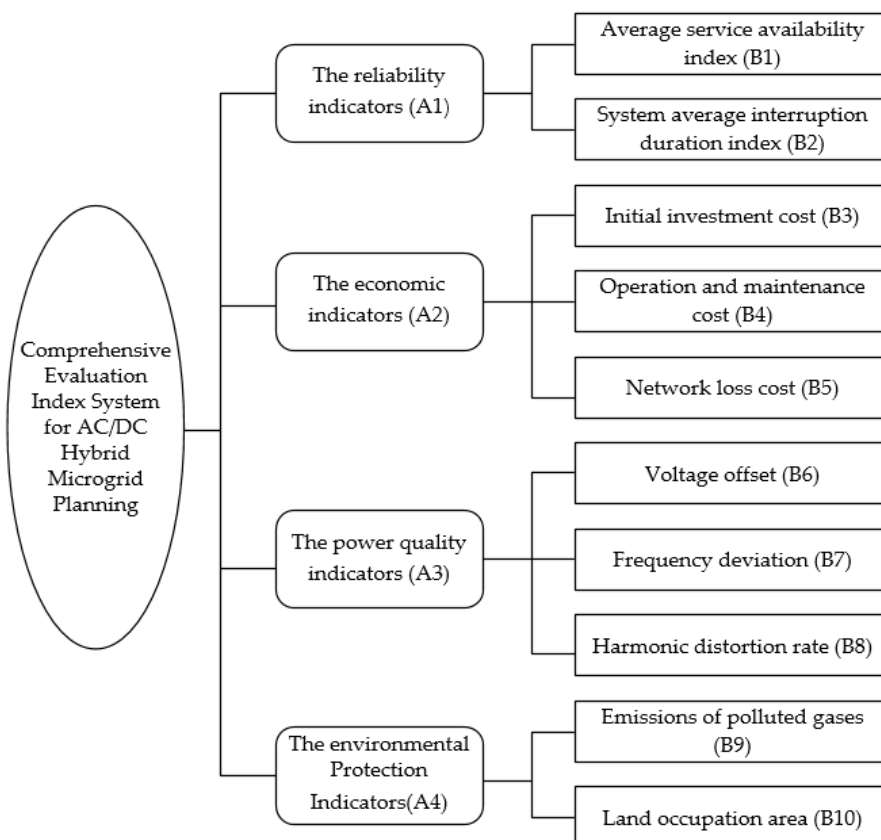 Comprehensive
Evaluation
Index System
for AC/DC
Hybrid
Microgrid
Planning
The reliability
indicators (A1)
Average service availability
index (B1)
System average interruption
duration index (B2)
The economic
indicators (A2)
Initial investment cost (B3)
Operation and maintenance
cost (B4)
Network loss cost (B5)
The power quality
indicators (A3)
Voltage offset (B6)
Frequency deviation (B7)
Harmonic distortion rate (B8)
The environmental
Protection
Indicators(A4)
Emissions of polluted gases
(B9)
Land occupation area (B10)